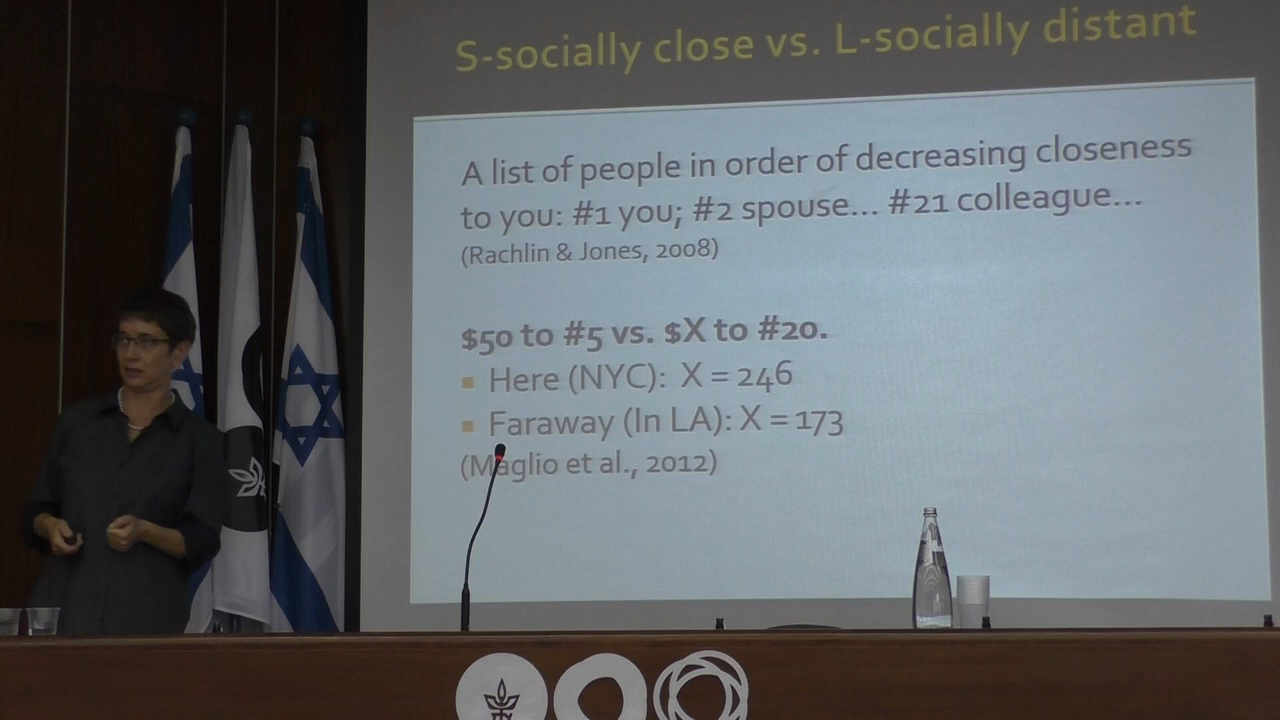 S-socially close vs. L-socially distant
A list of people in order of decreasing closeness
to you: #1 you; #2 spouse... #21 colleague...
(Rachlin & Jones, 2008)
$50 to #5 vs. $X to #20.
Here (NYC): X = 246
Faraway (In LA): X = 173
(Maglio et al., 2012)